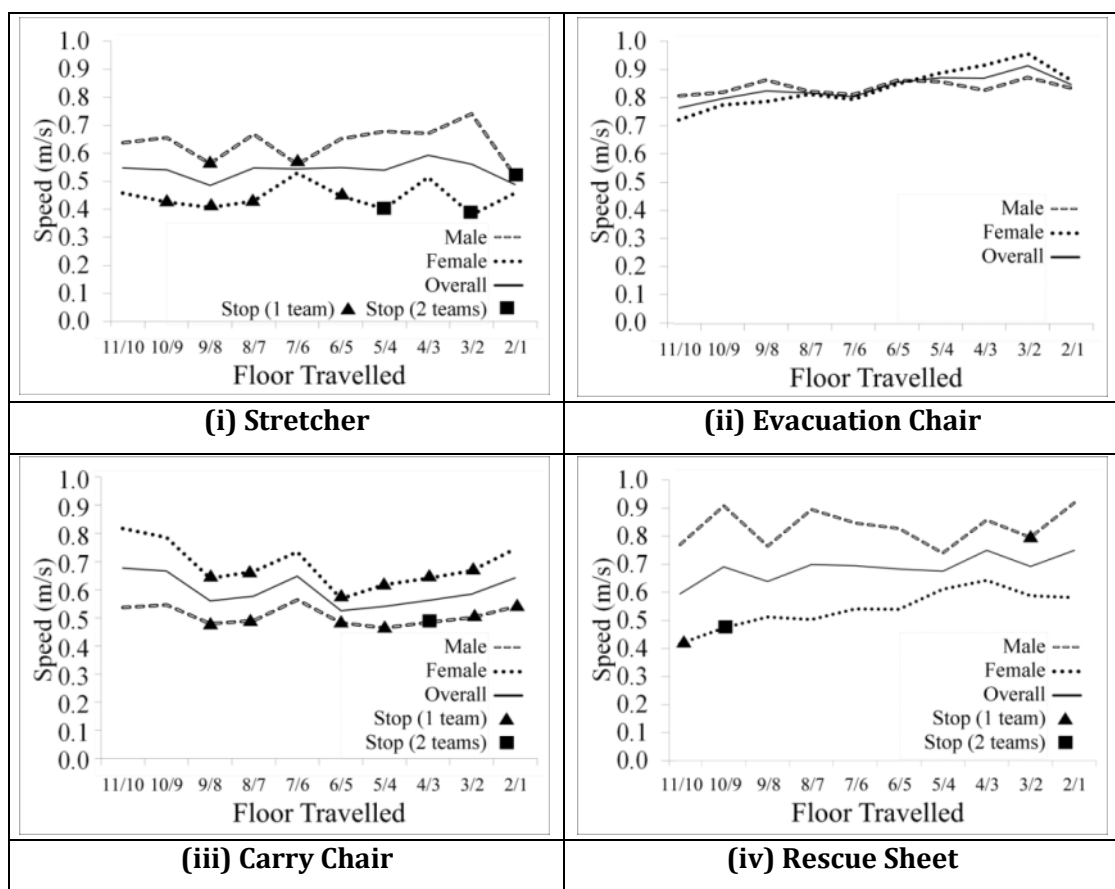 1.0
0.9
0.8
0.7
0.6
0.5
0.4
0.3
0.2
0.1
0.0
Speed (m/s)
Male
Female
Overall
Stop (1 team) ▲ Stop (2 teams) ■
11/10 10/9 9/8 8/7 7/6 6/5 5/4 4/3 3/2 2/1
Floor Travelled
(i) Stretcher
1.0
0.9
0.8
0.7
0.6
0.5
0.4
0.3
0.2
0.1
0.0
Speed (m/s)
Male
Female
Overall
11/10 10/9 9/8 8/7 7/6 6/5 5/4 4/3 3/2 2/1
Floor Travelled
(ii) Evacuation Chair
1.0
0.9
0.8
0.7
0.6
0.5
0.4
0.3
0.2
0.1
0.0
Speed (m/s)
Male
Female
Overall
Stop (1 team) ▲
Stop (2 teams) ■
11/10 10/9 9/8 8/7 7/6 6/5 5/4 4/3 3/2 2/1
Floor Travelled
(iii) Carry Chair
1.0
0.9
0.8
0.7
0.6
0.5
0.4
0.3
0.2
0.1
0.0
Speed (m/s)
Male
Female
Overall
Stop (1 team) ▲
Stop (2 teams) ■
11/10 10/9 9/8 8/7 7/6 6/5 5/4 4/3 3/2 2/1
Floor Travelled
(iv) Rescue Sheet